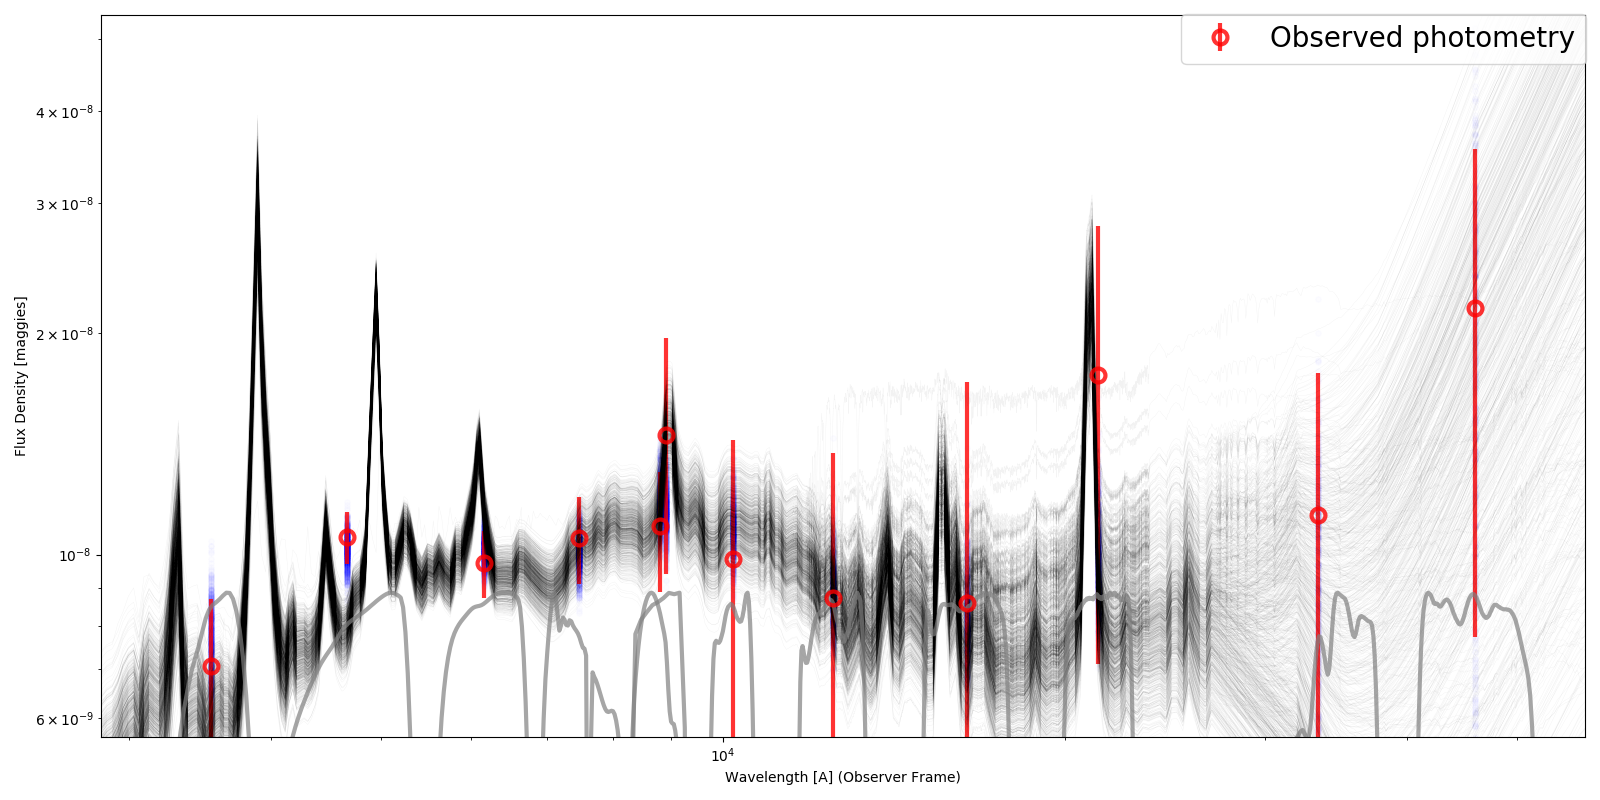 Observed photometry
4 × 10⁻⁸
3 × 10⁻⁸
2 × 10⁻⁸
10⁻⁸
6 × 10⁻⁹
Flux Density [maggies]
10⁴
Wavelength [A] (Observer Frame)